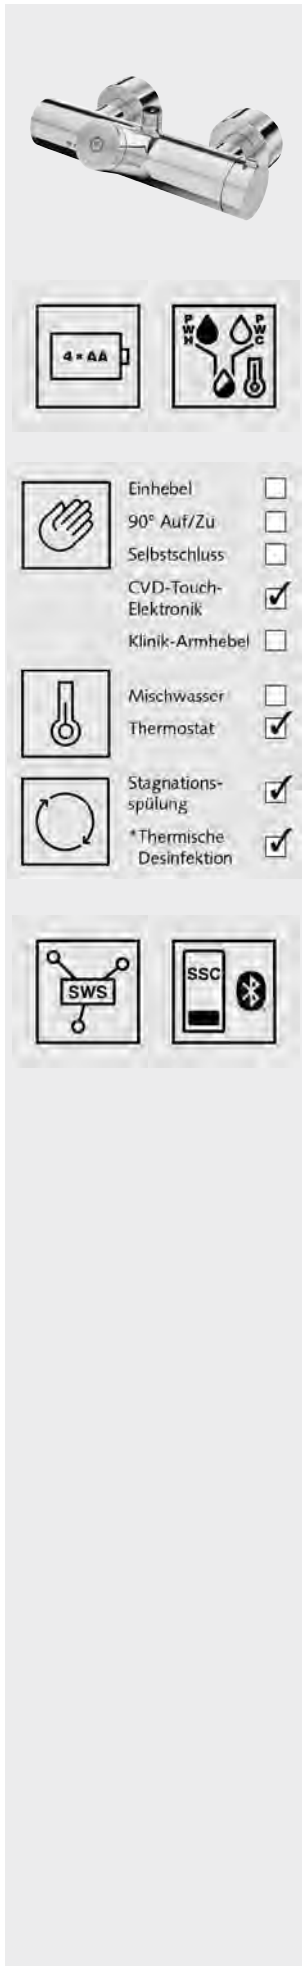 4 × AA
PWH PWC
Einhebel
90° Auf/Zu
Selbstschluss
CVD-Touch-
Elektronik
Klinik-Armhebel
Mischwasser
Thermostat
Stagnations-
spülung
*Thermische
Desinfektion
SWS
SSC